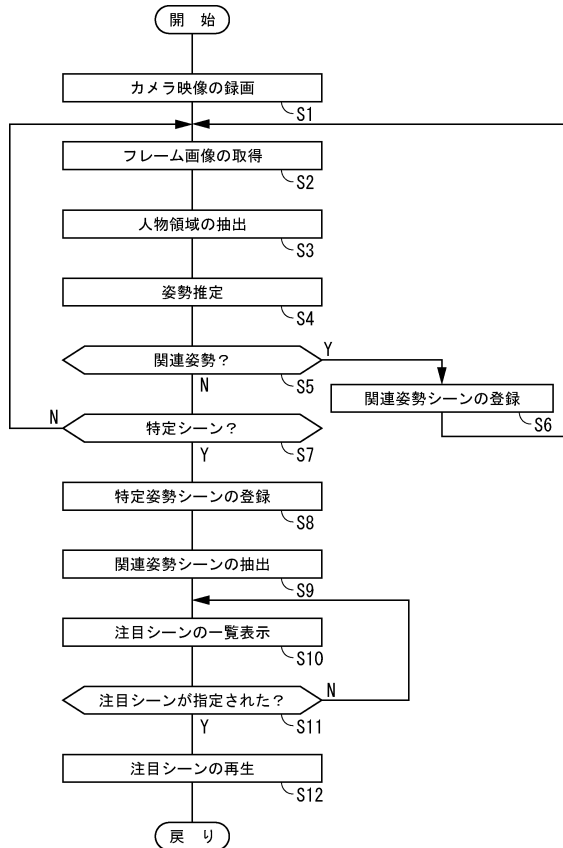 開 始
カメラ映像の録画
S1
フレーム画像の取得
S2
人物領域の抽出
S3
姿勢推定
S4
関連姿勢？
Y
S5
N
関連姿勢シーンの登録
S6
特定シーン？
N
S7
Y
特定姿勢シーンの登録
S8
関連姿勢シーンの抽出
S9
注目シーンの一覧表示
S10
注目シーンが指定された？
N
S11
Y
注目シーンの再生
S12
戻 り